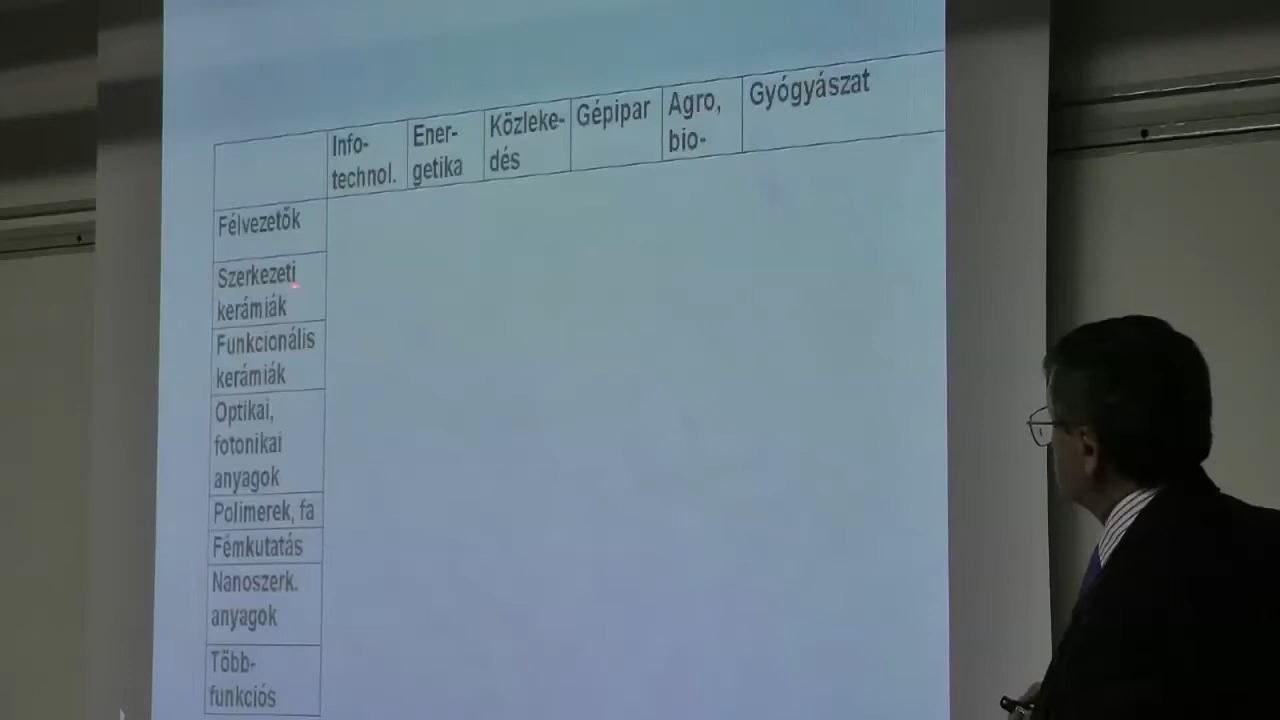 Info-
technol.
Ener-
getika
Közleke-
dés
Gépipar
Agro,
bio-
Gyógyászat
Félvezetők
Szerkezeti
kerámiák
Funkcionális
kerámiák
Optikai,
fotonikai
anyagok
Polimerek, fa
Fémkutatás
Nanoszerk.
anyagok
Több-
funkciós